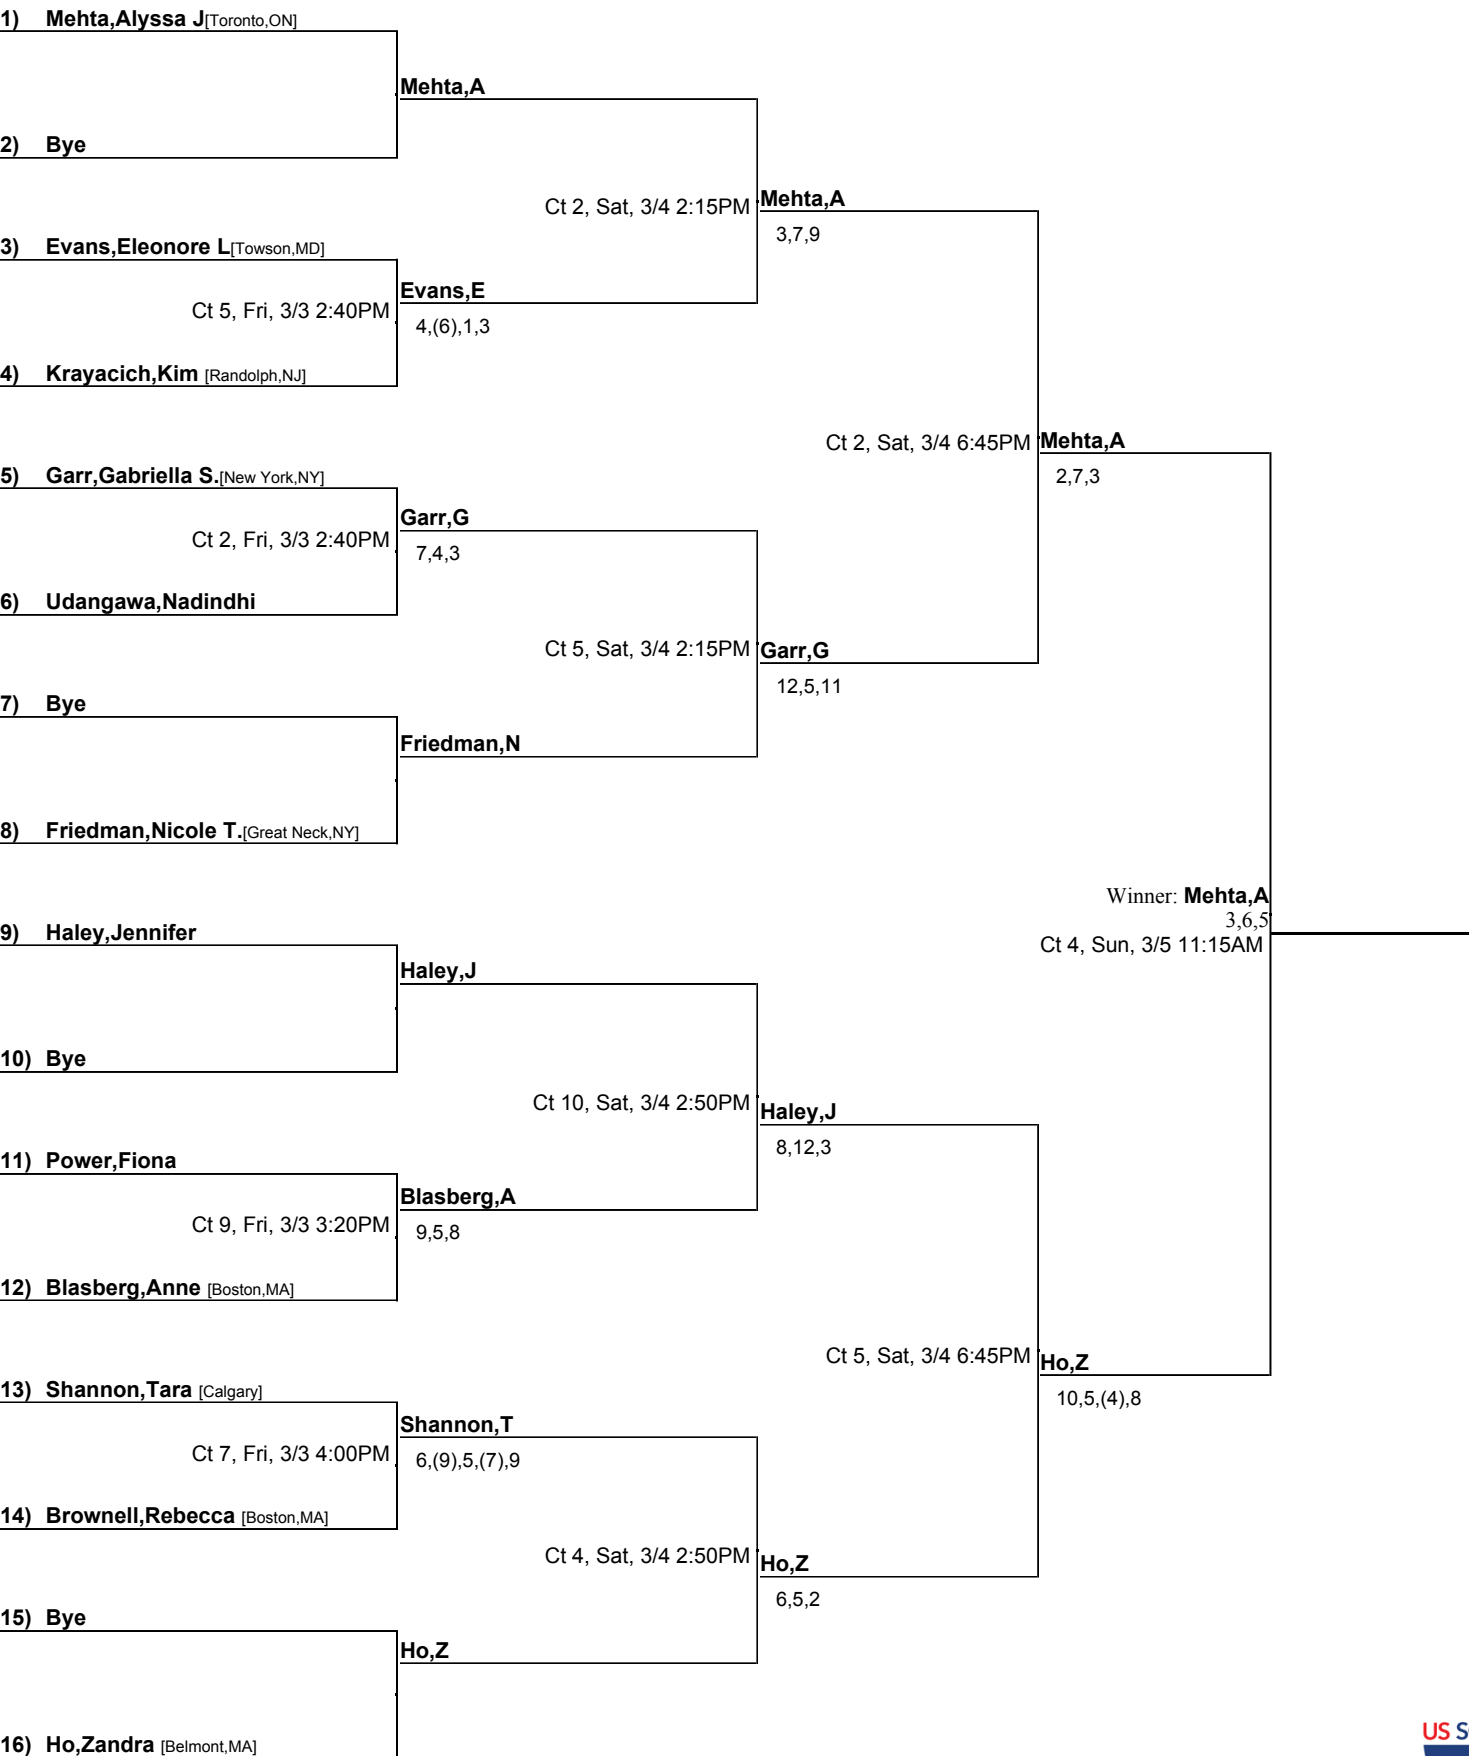 1) Mehta,Alyssa J[Toronto,ON]
Mehta,A
2) Bye
Ct 2, Sat, 3/4 2:15PM
Mehta,A
3,7,9
3) Evans,Eleonore L[Towson,MD]
Ct 5, Fri, 3/3 2:40PM
Evans,E
4,(6),1,3
4) Krayacich,Kim [Randolph,NJ]
Ct 2, Sat, 3/4 6:45PM
Mehta,A
2,7,3
5) Garr,Gabriella S.[New York,NY]
Ct 2, Fri, 3/3 2:40PM
Garr,G
7,4,3
6) Udangawa,Nadindhi
Ct 5, Sat, 3/4 2:15PM
Garr,G
12,5,11
7) Bye
Friedman,N
8) Friedman,Nicole T.[Great Neck,NY]
Winner: Mehta,A
3,6,5
Ct 4, Sun, 3/5 11:15AM
9) Haley,Jennifer
Haley,J
10) Bye
Ct 10, Sat, 3/4 2:50PM
Haley,J
8,12,3
11) Power,Fiona
Ct 9, Fri, 3/3 3:20PM
Blasberg,A
9,5,8
12) Blasberg,Anne [Boston,MA]
Ct 5, Sat, 3/4 6:45PM
Ho,Z
10,5,(4),8
13) Shannon,Tara [Calgary]
Ct 7, Fri, 3/3 4:00PM
Shannon,T
6,(9),5,(7),9
14) Brownell,Rebecca [Boston,MA]
Ct 4, Sat, 3/4 2:50PM
Ho,Z
6,5,2
15) Bye
Ho,Z
16) Ho,Zandra [Belmont,MA]
US